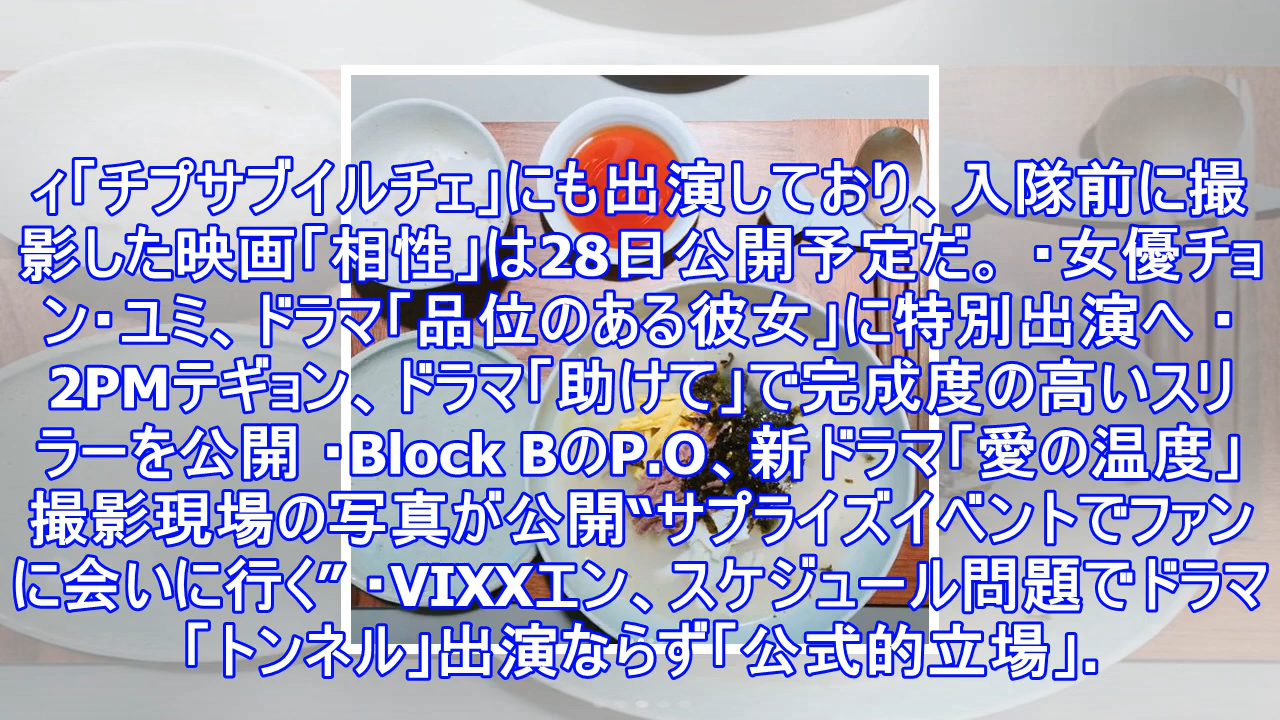 ィ「チプサブイルチェ」にも出演しており、入隊前に撮
影した映画「相性」は28日公開予定だ。 ・女優チョ
ン・ユミ、ドラマ「品位のある彼女」に特別出演へ ・
2PMテギョン、ドラマ「助けて」で完成度の高いスリ
ラーを公開 ・Block BのP.O、新ドラマ「愛の温度」
撮影現場の写真が公開“サプライズイベントでファン
に会いに行く” ・VIXXエン、スケジュール問題でドラマ
「トンネル」出演ならず「公式的立場」.